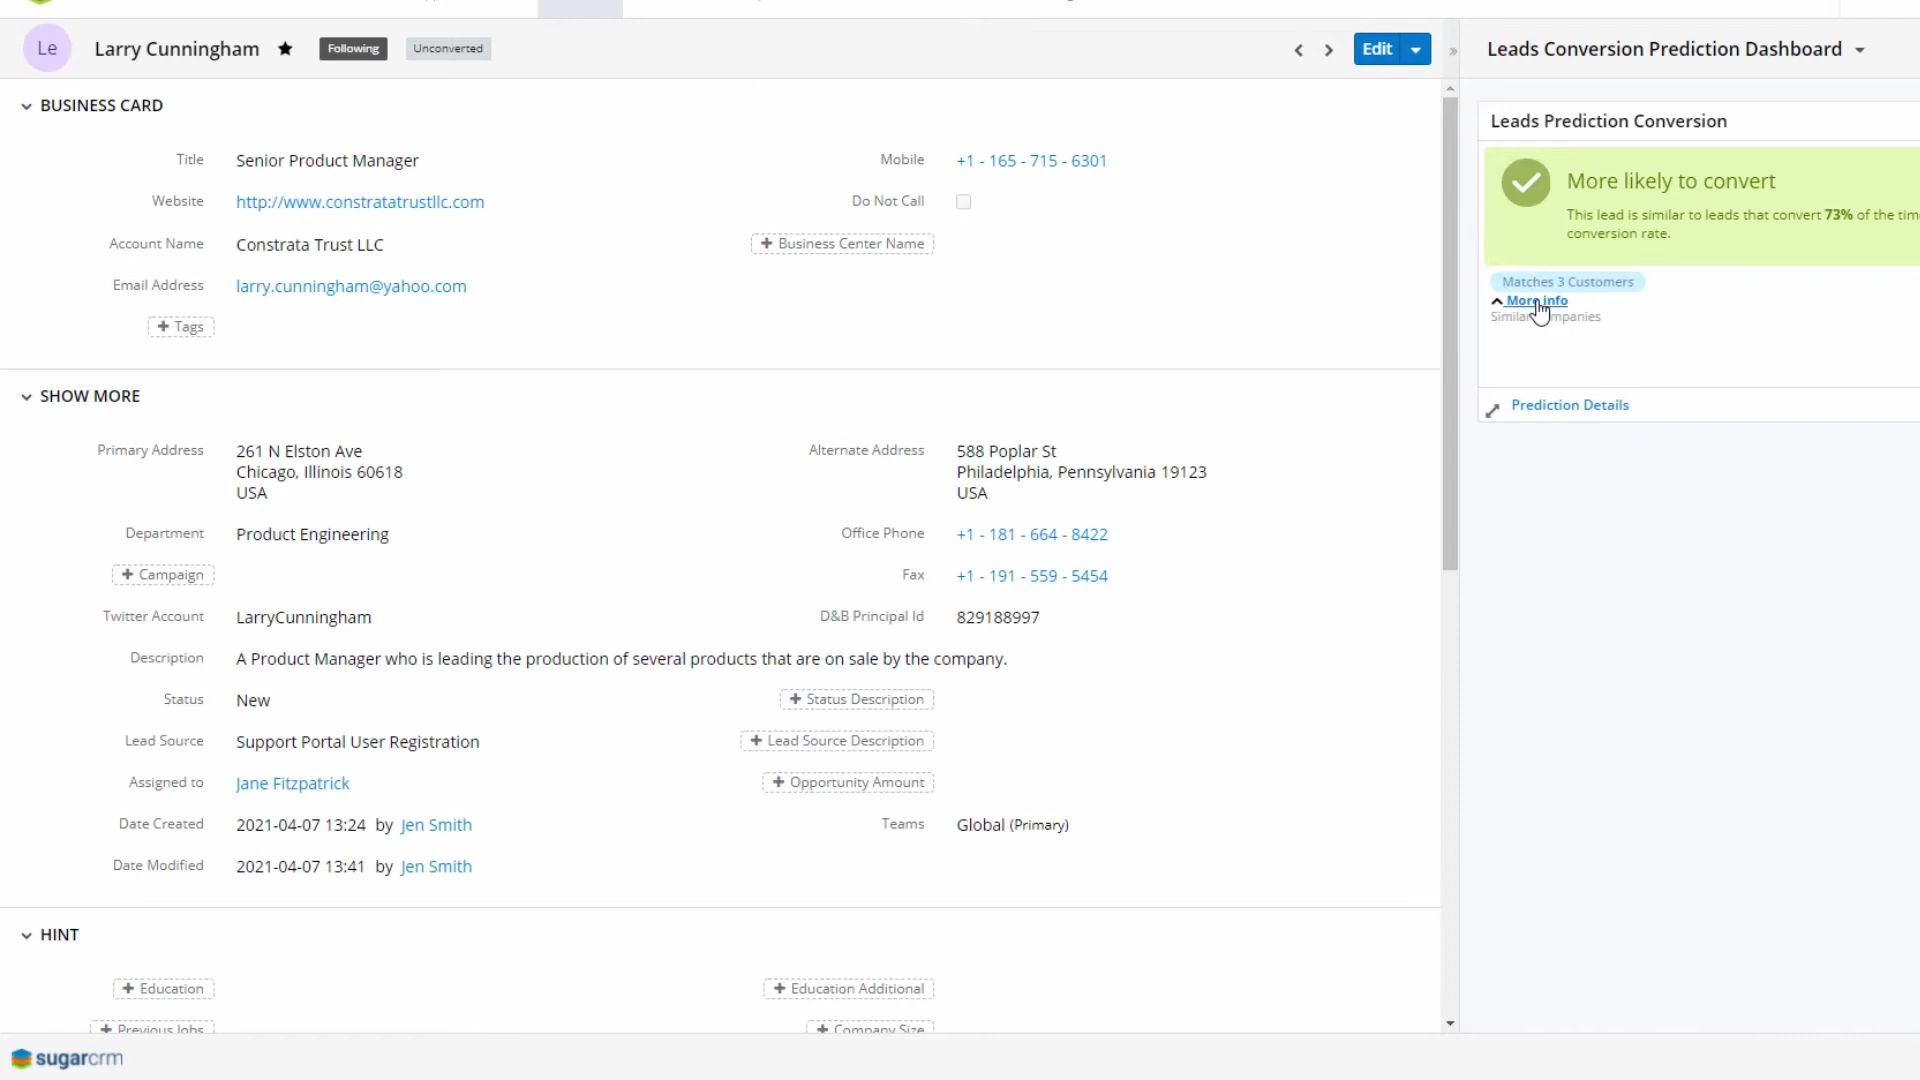 Le
Larry Cunningham
Following
Unconverted
Edit
Leads Conversion Prediction Dashboard
BUSINESS CARD
Title Senior Product Manager
Mobile +1 - 165 - 715 - 6301
Website http://www.constratatrustllc.com
Do Not Call
Account Name Constrata Trust LLC
Business Center Name
Email Address larry.cunningham@yahoo.com
Tags
SHOW MORE
Primary Address 261 N Elston Ave
Chicago, Illinois 60618
USA
Alternate Address 588 Poplar St
Philadelphia, Pennsylvania 19123
USA
Department Product Engineering
Office Phone +1 - 181 - 664 - 8422
Campaign
Fax +1 - 191 - 559 - 5454
Twitter Account LarryCunningham
D&B Principal Id 829188997
Description A Product Manager who is leading the production of several products that are on sale by the company.
Status New
Status Description
Lead Source Support Portal User Registration
Lead Source Description
Assigned to Jane Fitzpatrick
Opportunity Amount
Date Created 2021-04-07 13:24 by Jen Smith
Teams Global (Primary)
Date Modified 2021-04-07 13:41 by Jen Smith
HINT
Education
Education Additional
Previous Jobs
Company Size
sugarcrm
Leads Prediction Conversion
More likely to convert
This lead is similar to leads that convert 73% of the
conversion rate.
Matches 3 Customers
More info
Prediction Details